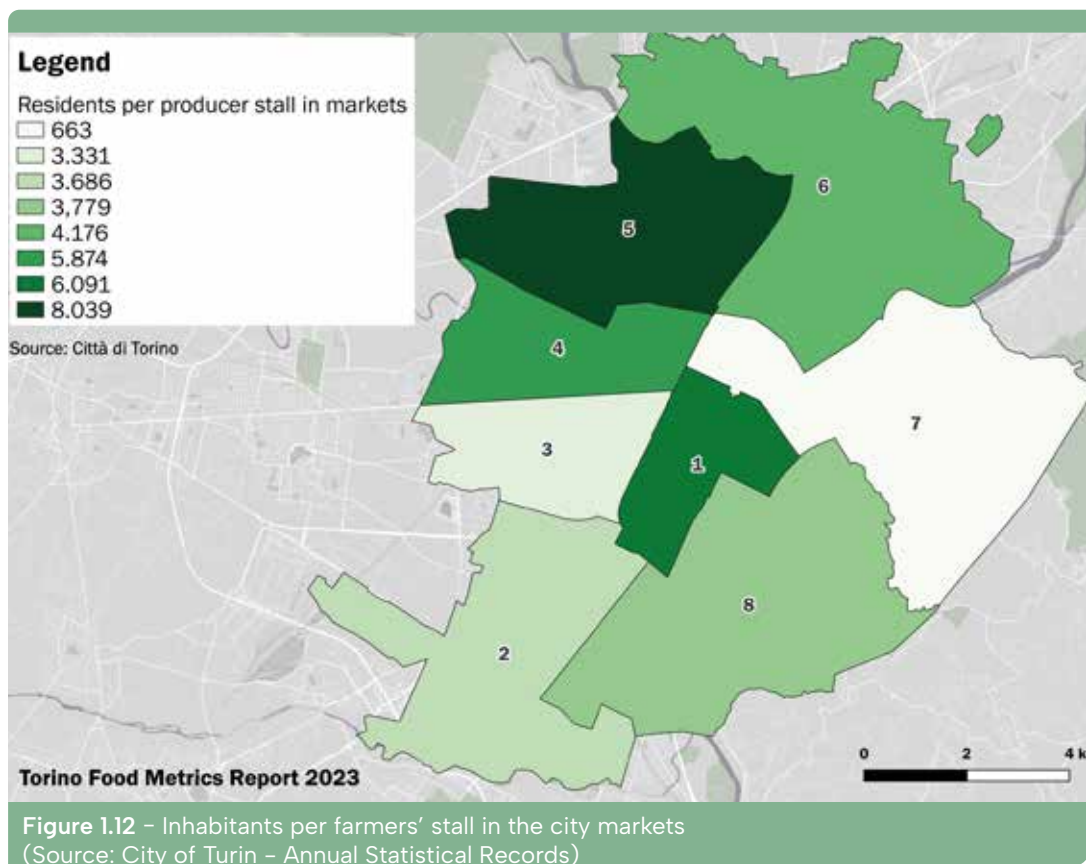 Legend
Residents per producer stall in markets
663
3.331
3.686
3,779
4.176
5.874
6.091
8.039
Source: Città di Torino
6
5
4
7
3
1
8
2
0 2 4 k
Torino Food Metrics Report 2023
Figure 1.12 – Inhabitants per farmers' stall in the city markets
(Source: City of Turin – Annual Statistical Records)